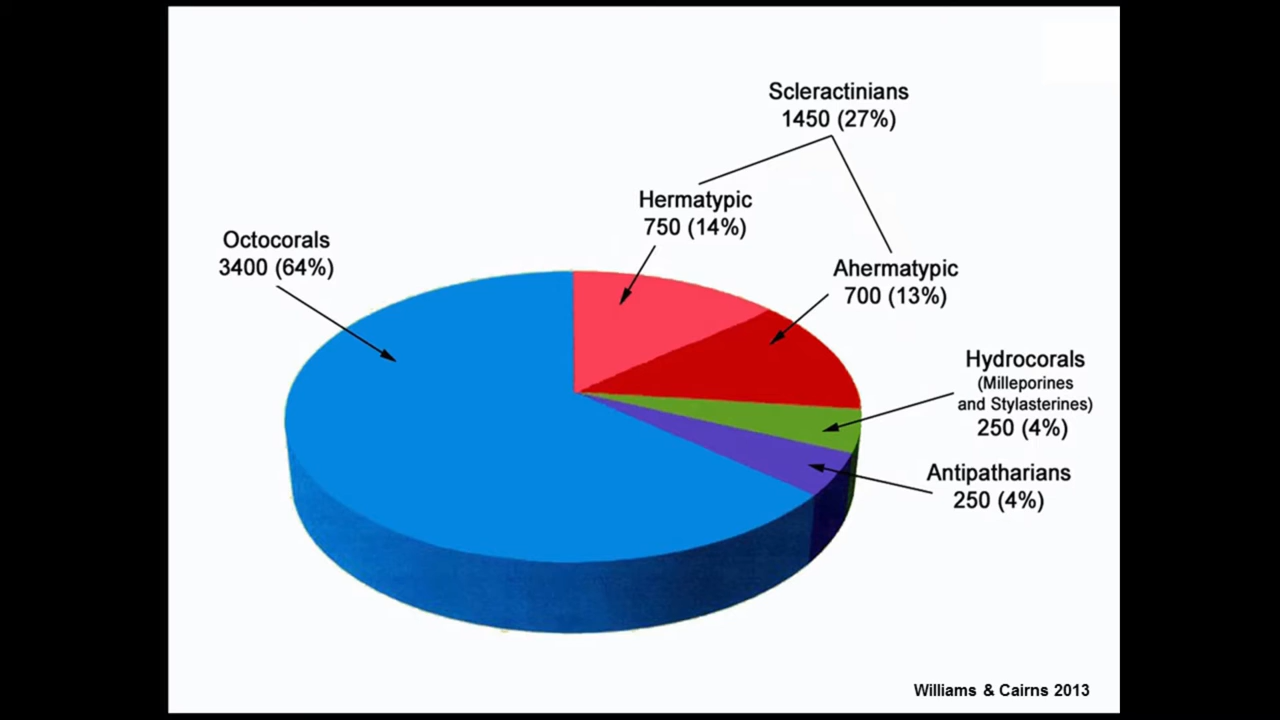 Scleractinians
1450 (27%)
Hermatypic
750 (14%)
Octocorals
3400 (64%)
Ahermatypic
700 (13%)
Hydrocorals
(Milleporines
and Stylasterines)
250 (4%)
Antipatharians
250 (4%)
Williams & Cairns 2013